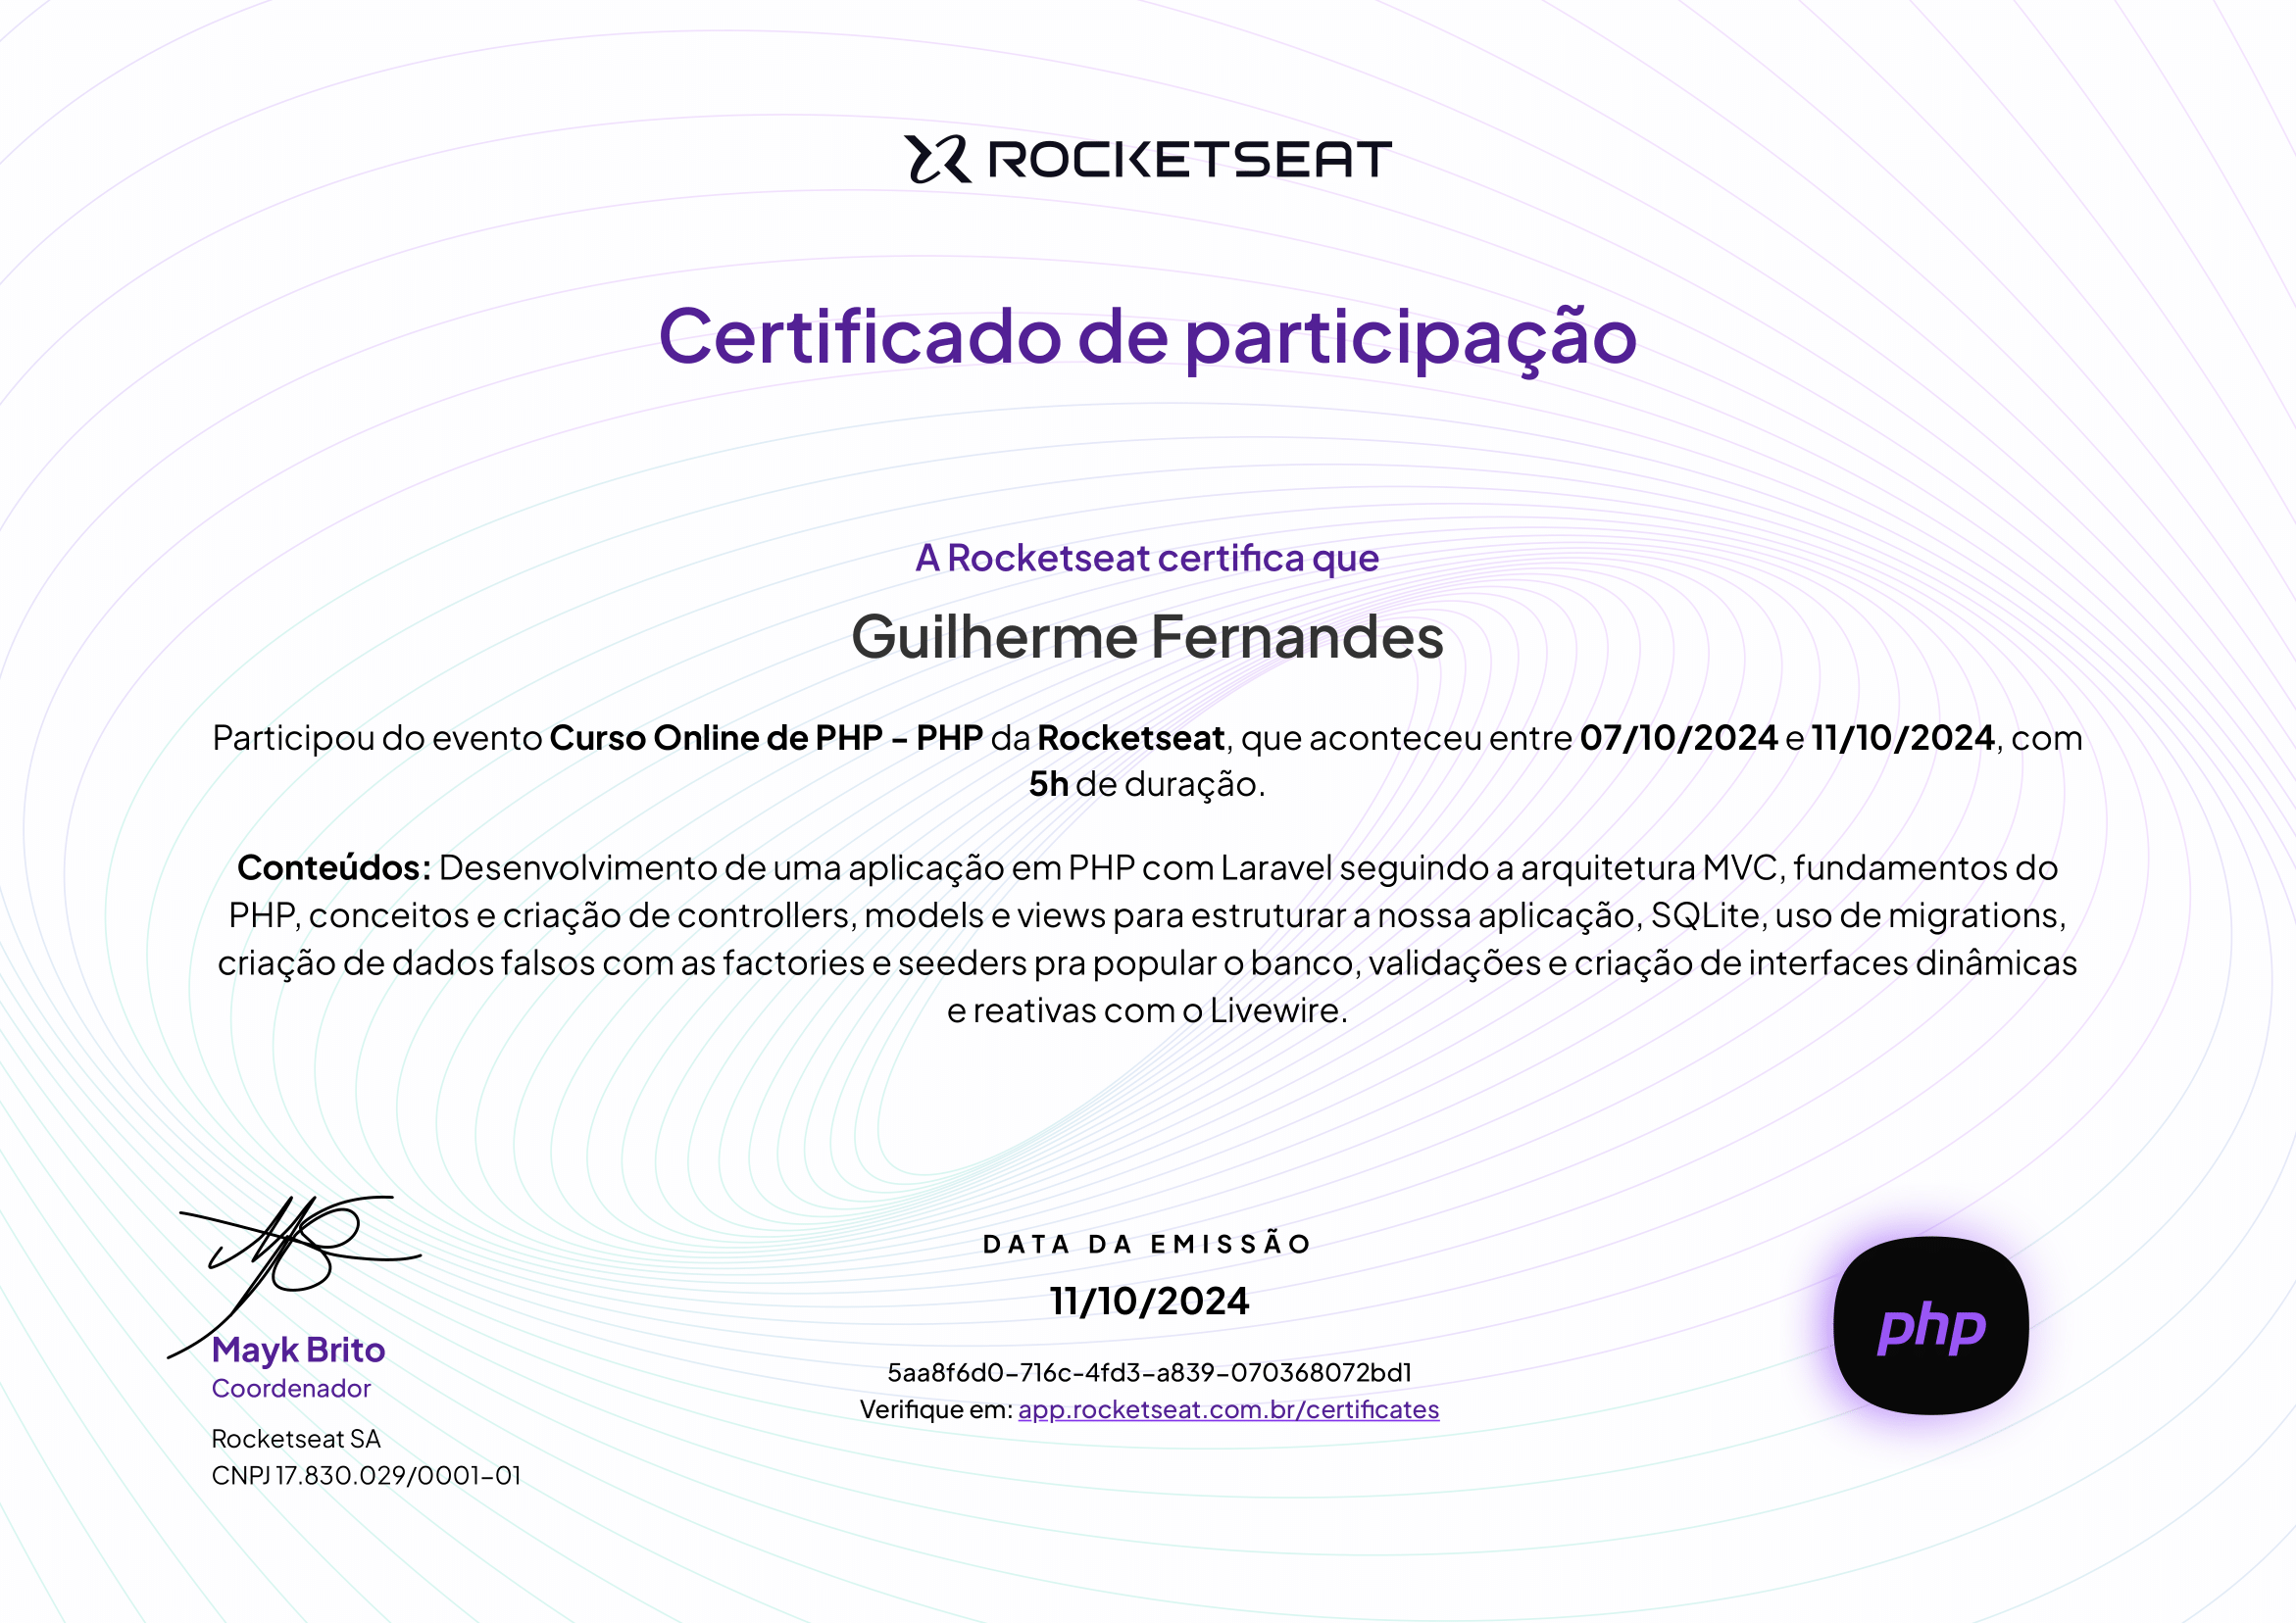 ROCKETSEAT
Certificado de participação
A Rocketseat certifica que
Guilherme Fernandes
Participou do evento Curso Online de PHP - PHP da Rocketseat, que aconteceu entre 07/10/2024 e 11/10/2024, com
5h de duração.
Conteúdos: Desenvolvimento de uma aplicação em PHP com Laravel seguindo a arquitetura MVC, fundamentos do
PHP, conceitos e criação de controllers, models e views para estruturar a nossa aplicação, SQLite, uso de migrations,
criação de dados falsos com as factories e seeders pra popular o banco, validações e criação de interfaces dinâmicas
e reativas com o Livewire.
Mayk Brito
Coordenador
Rocketseat SA
CNPJ 17.830.029/0001-01
DATA DA EMISSÃO
11/10/2024
5aa8f6d0-716c-4fd3-a839-070368072bd1
Verifique em: app.rocketseat.com.br/certificates
php